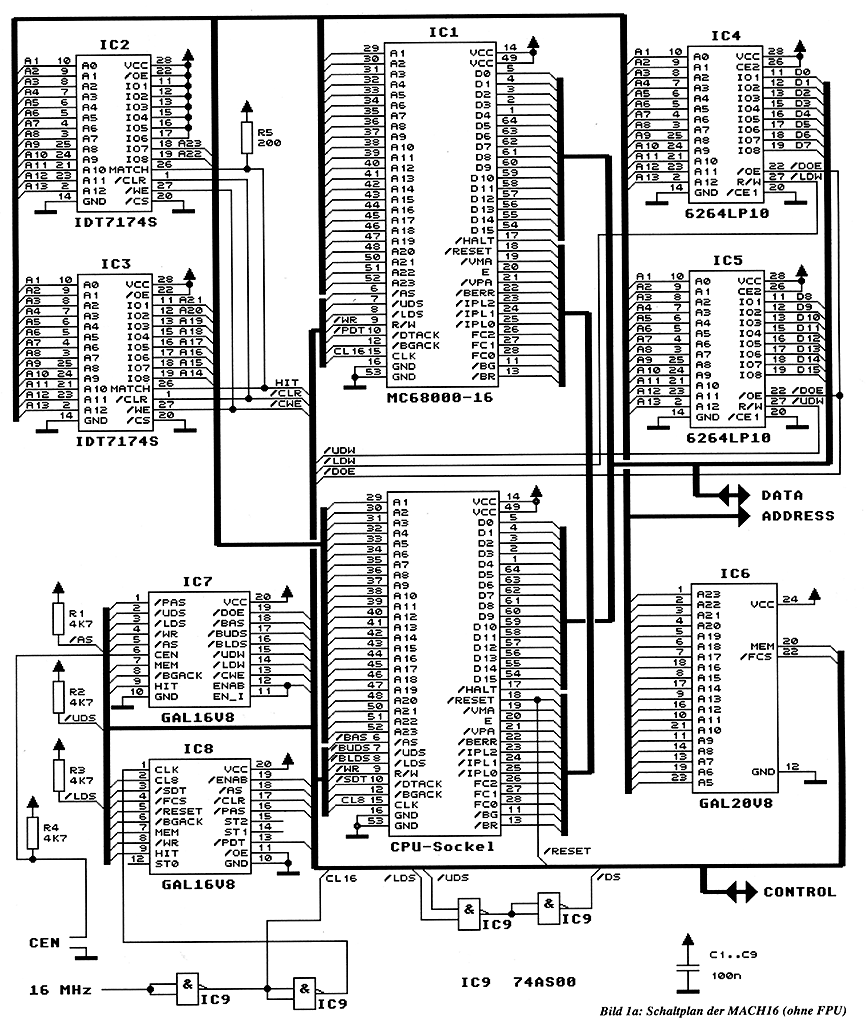 IC2
A1 10 A0 VCC 28
A2 9 A1 /OE 22
A3 8 A2 IO1 11
A4 7 A3 IO2 12
A5 6 A4 IO3 13
A6 5 A5 IO4 15
A7 4 A6 IO5 16
A8 3 A7 IO6 17
A9 25 A8 IO7 18 A23
A10 24 A9 IO8 19 A22
A11 21 A10 MATCH 26
A12 23 A11 /CLR 1
A13 2 A12 /WE 27
14 GND /CS 20
IDT7174S
R5
200
IC3
A1 10 A0 VCC 28
A2 9 A1 /OE 22
A3 8 A2 IO1 11 A21
A4 7 A3 IO2 12 A20
A5 6 A4 IO3 13 A19
A6 5 A5 IO4 15 A18
A7 4 A6 IO5 16 A17
A8 3 A7 IO6 17 A16
A9 25 A8 IO7 18 A15
A10 24 A9 IO8 19 A14
A11 21 A10 MATCH 26
A12 23 A11 /CLR 1
A13 2 A12 /WE 27
14 GND /CS 20
IDT7174S
HIT
/CLR
/CWE
IC1
29 A1 VCC 14
30 A2 VCC 49
31 A3 D0 5
32 A4 D1 4
33 A5 D2 3
34 A6 D3 2
35 A7 D4 1
36 A8 D5 64
37 A9 D6 63
38 A10 D7 62
39 A11 D8 61
40 A12 D9 60
41 A13 D10 59
42 A14 D11 58
43 A15 D12 57
44 A16 D13 56
45 A17 D14 55
46 A18 D15 54
47 A19 /HALT 17
48 A20 /RESET 18
50 A21 /VMA 19
51 A22 E 20
52 A23 /VPA 21
6 /AS /BERR 22
7 /UDS /IPL2 23
8 /LDS /IPL1 24
/WR 9 R/W /IPL0 25
/PDT 10 /DTACK FC2 26
12 /BGACK FC1 27
CL16 15 CLK FC0 28
16 GND /BG 11
53 GND /BR 13
MC68000-16
IC4
A1 10 A0 VCC 28
A2 9 A1 CE2 26
A3 8 A2 IO1 11 D0
A4 7 A3 IO2 12 D1
A5 6 A4 IO3 13 D2
A6 5 A5 IO4 15 D3
A7 4 A6 IO5 16 D4
A8 3 A7 IO6 17 D5
A9 25 A8 IO7 18 D6
A10 24 A9 IO8 19 D7
A11 21 A10
A12 23 A11 /OE 22 /DOE
A13 2 A12 R/W 27 /LDW
14 GND /CE1 20
6264LP10
IC5
A1 10 A0 VCC 28
A2 9 A1 CE2 26
A3 8 A2 IO1 11 D8
A4 7 A3 IO2 12 D9
A5 6 A4 IO3 13 D10
A6 5 A5 IO4 15 D11
A7 4 A6 IO5 16 D12
A8 3 A7 IO6 17 D13
A9 25 A8 IO7 18 D14
A10 24 A9 IO8 19 D15
A11 21 A10
A12 23 A11 /OE 22 /DOE
A13 2 A12 R/W 27 /UDW
14 GND /CE1 20
6264LP10
/UDW
/LDW
/DOE
DATA
ADDRESS
29 A1 VCC 14
30 A2 VCC 49
31 A3 D0 5
32 A4 D1 4
33 A5 D2 3
34 A6 D3 2
35 A7 D4 1
36 A8 D5 64
37 A9 D6 63
38 A10 D7 62
39 A11 D8 61
40 A12 D9 60
41 A13 D10 59
42 A14 D11 58
43 A15 D12 57
44 A16 D13 56
45 A17 D14 55
46 A18 D15 54
47 A19 /HALT 17
48 A20 /RESET 18
50 A21 /VMA 19
51 A22 E 20
52 A23 /VPA 21
/BAS 6 /AS /BERR 22
/BUDS 7 /UDS /IPL2 23
/BLDS 8 /LDS /IPL1 24
/WR 9 R/W /IPL0 25
/SDT 10 /DTACK FC2 26
12 /BGACK FC1 27
CL8 15 CLK FC0 28
16 GND /BG 11
53 GND /BR 13
CPU-Sockel
IC7
1 /PAS VCC 20
2 /UDS /DOE 19
3 /LDS /BAS 18
4 /WR /BUDS 17
5 /AS /BLDS 16
6 CEN /UDW 15
7 MEM /LDW 14
8 /BGACK /CWE 13
9 HIT ENAB 12
10 GND EN_I 11
GAL16V8
IC8
1 CLK VCC 20
2 CL8 /ENAB 19
3 /SDT /AS 18
4 /FCS /CLR 17
5 /RESET /PAS 16
6 /BGACK ST2 15
7 MEM ST1 14
8 /WR /PDT 13
9 HIT /OE 11
12 ST0 GND 10
GAL16V8
R1
4K7
/AS
R2
4K7
/UDS
R3
4K7
/LDS
R4
4K7
IC6
1 A23 VCC 24
2 A22
3 A21
4 A20
5 A19 MEM 20
6 A18 /FCS 22
7 A17
18 A16
8 A15
17 A14
9 A13
16 A12
10 A11
21 A10
11 A9
14 A8
13 A7
19 A6 GND 12
23 A5
GAL20V8
/RESET
CONTROL
CL16
/LDS
/UDS
/DS
&
IC9
&
IC9
CEN
16 MHz
&
IC9
&
IC9
IC9 74AS00
C1..C9
100n
Bild 1a: Schaltplan der MACH16 (ohne FPU)